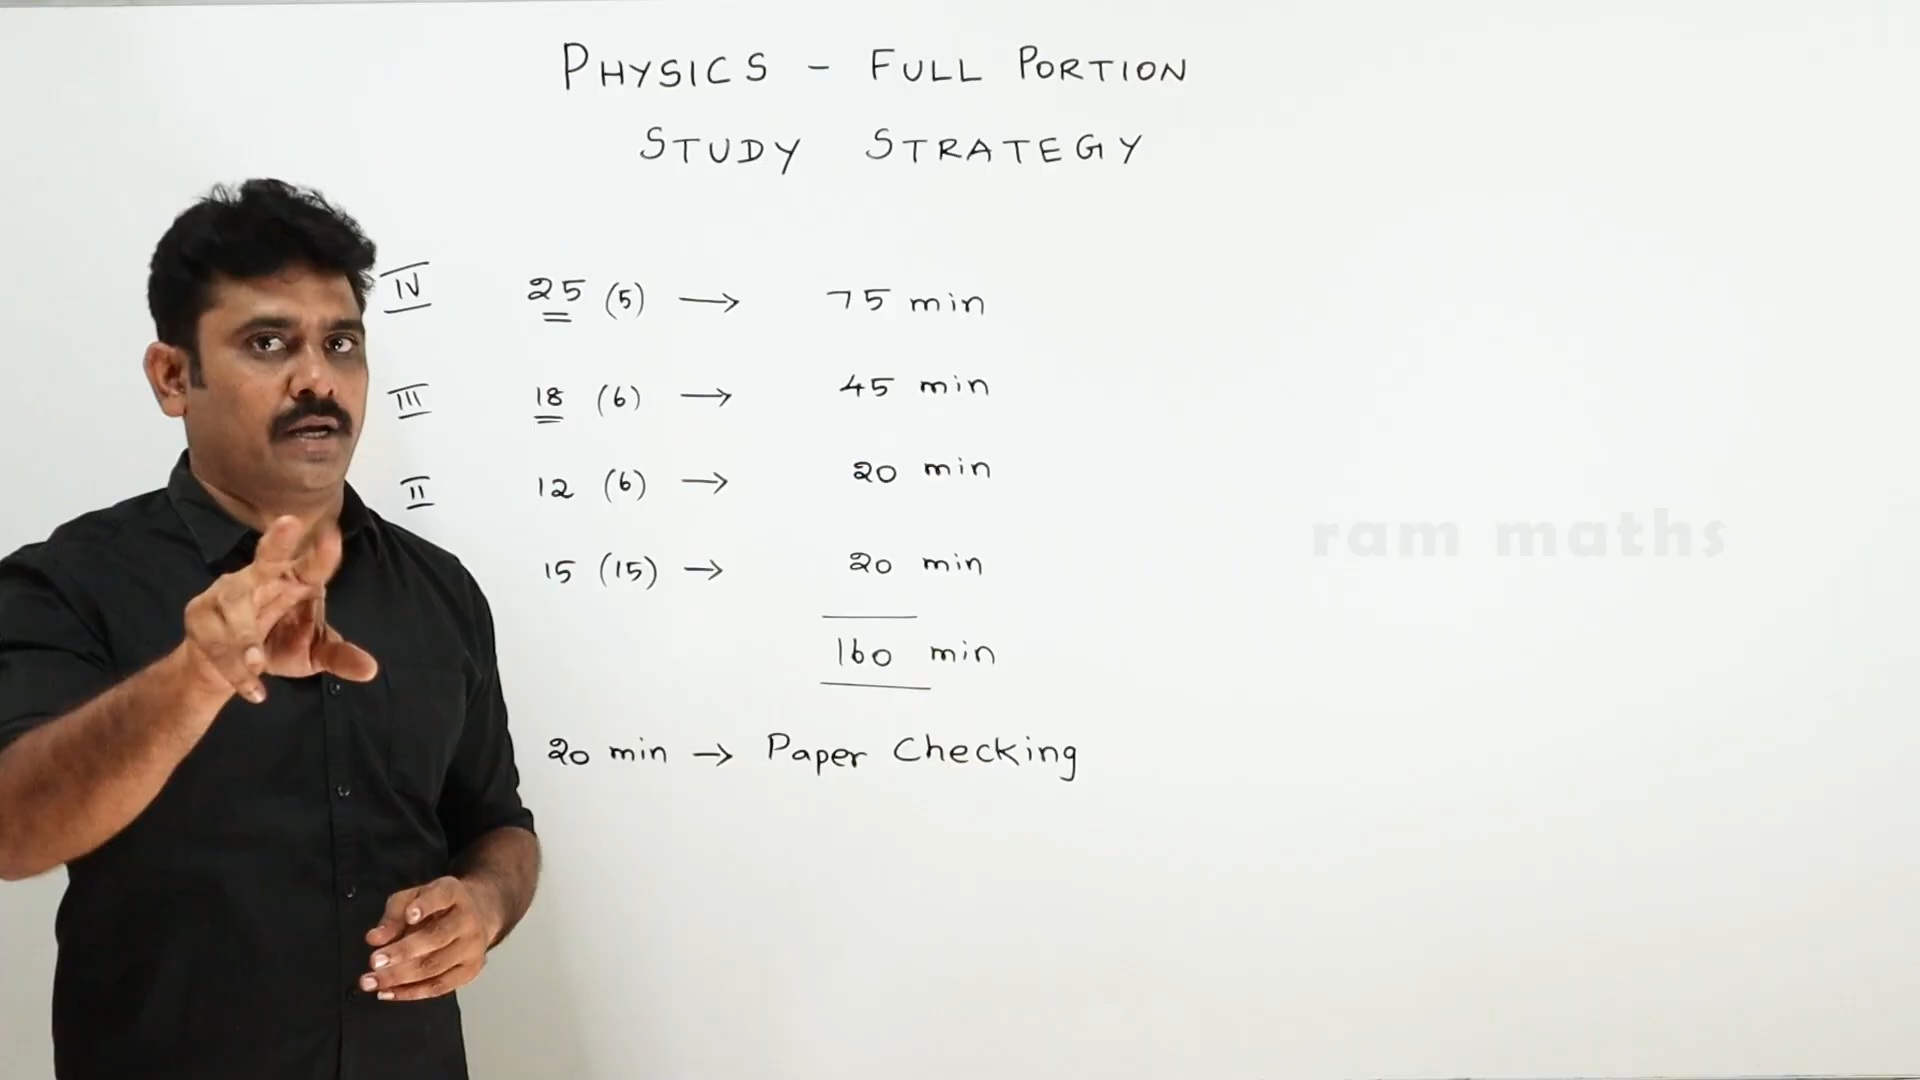 PHYSICS - FULL PORTION
STUDY STRATEGY
IV 25 (5) → 75 min
III 18 (6) → 45 min
II 12 (6) → 20 min
15 (15) → 20 min
160 min
20 min → Paper Checking
ram maths